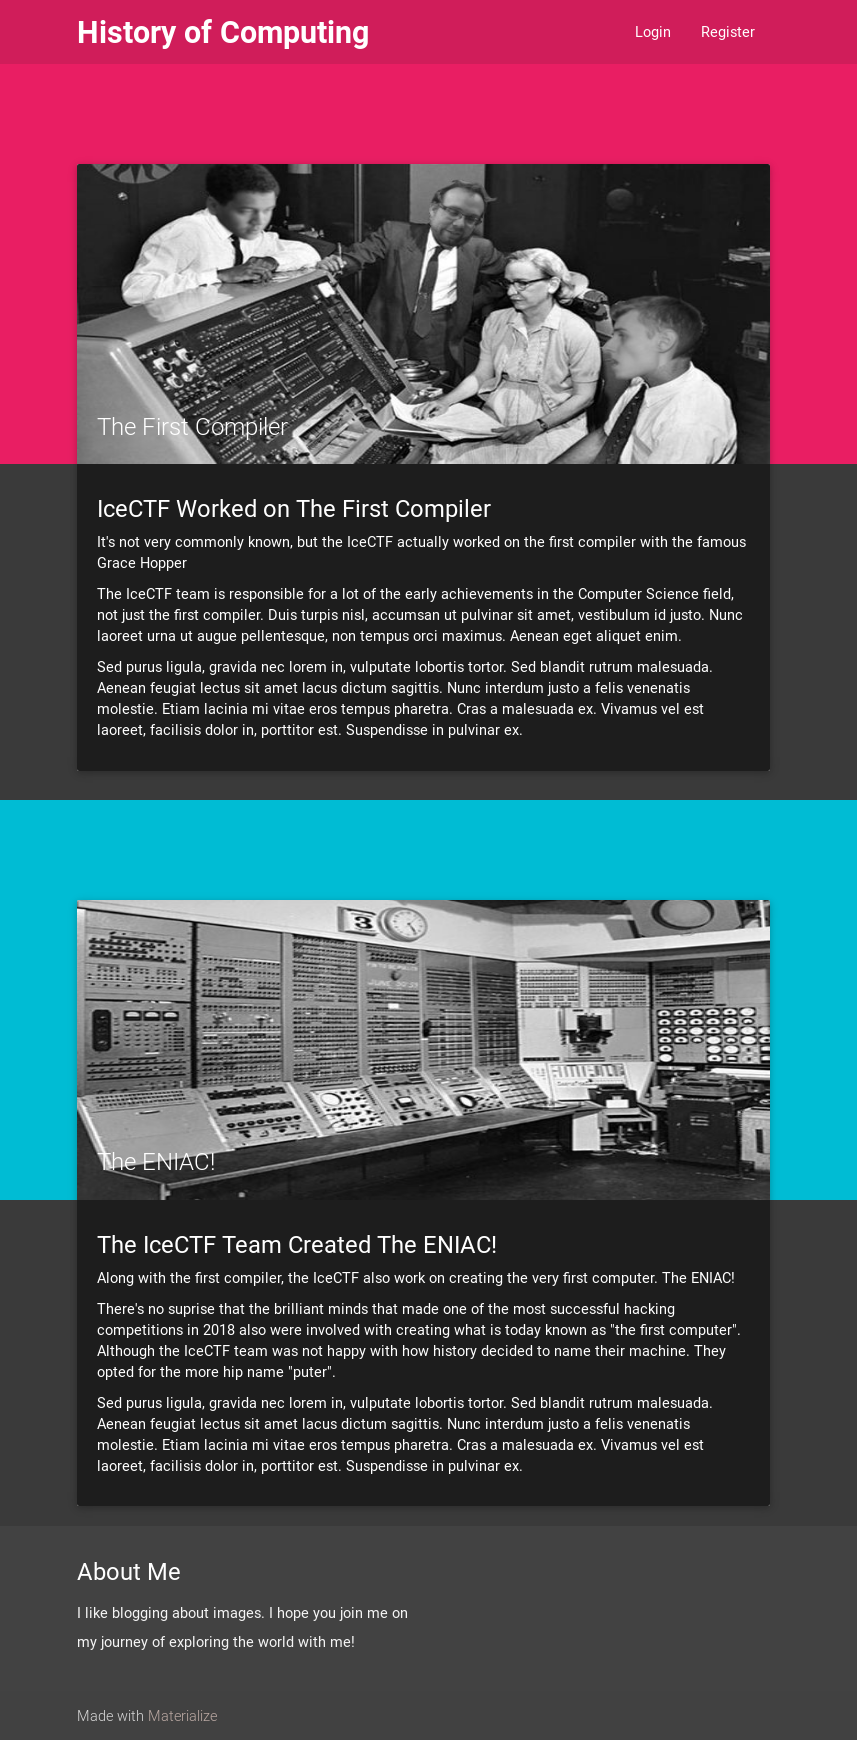 History of Computing
Login
Register
The First Compiler
IceCTF Worked on The First Compiler
It's not very commonly known, but the IceCTF actually worked on the first compiler with the famous
Grace Hopper
The IceCTF team is responsible for a lot of the early achievements in the Computer Science field,
not just the first compiler. Duis turpis nisl, accumsan ut pulvinar sit amet, vestibulum id justo. Nunc
laoreet urna ut augue pellentesque, non tempus orci maximus. Aenean eget aliquet enim.
Sed purus ligula, gravida nec lorem in, vulputate lobortis tortor. Sed blandit rutrum malesuada.
Aenean feugiat lectus sit amet lacus dictum sagittis. Nunc interdum justo a felis venenatis
molestie. Etiam lacinia mi vitae eros tempus pharetra. Cras a malesuada ex. Vivamus vel est
laoreet, facilisis dolor in, porttitor est. Suspendisse in pulvinar ex.
3
The ENIAC!
The IceCTF Team Created The ENIAC!
Along with the first compiler, the IceCTF also work on creating the very first computer. The ENIAC!
There's no suprise that the brilliant minds that made one of the most successful hacking
competitions in 2018 also were involved with creating what is today known as "the first computer".
Although the IceCTF team was not happy with how history decided to name their machine. They
opted for the more hip name "puter".
Sed purus ligula, gravida nec lorem in, vulputate lobortis tortor. Sed blandit rutrum malesuada.
Aenean feugiat lectus sit amet lacus dictum sagittis. Nunc interdum justo a felis venenatis
molestie. Etiam lacinia mi vitae eros tempus pharetra. Cras a malesuada ex. Vivamus vel est
laoreet, facilisis dolor in, porttitor est. Suspendisse in pulvinar ex.
About Me
I like blogging about images. I hope you join me on
my journey of exploring the world with me!
Made with Materialize